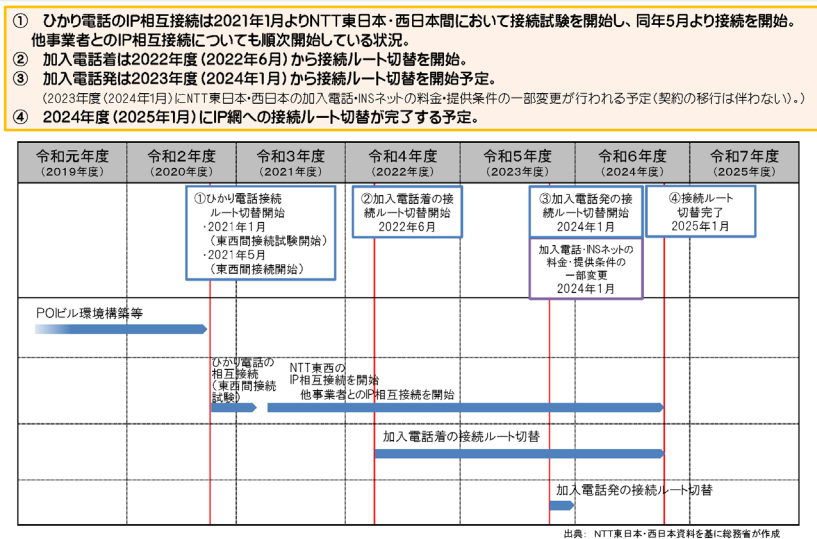 ① ひかり電話のIP相互接続は2021年1月よりNTT東日本・西日本間において接続試験を開始し、同年5月より接続を開始。
他事業者とのIP相互接続についても順次開始している状況。
② 加入電話着は2022年度（2022年6月）から接続ルート切替を開始。
③ 加入電話発は2023年度（2024年1月）から接続ルート切替を開始予定。
（2023年度（2024年1月）にNTT東日本・西日本の加入電話・INSネットの料金・提供条件の一部変更が行われる予定（契約の移行は伴わない）。）
④ 2024年度（2025年1月）にIP網への接続ルート切替が完了する予定。
令和元年度 令和2年度 令和3年度 令和4年度 令和5年度 令和6年度 令和7年度
（2019年度） （2020年度） （2021年度） （2022年度） （2023年度） （2024年度） （2025年度）
①ひかり電話接続
ルート切替開始
・2021年1月
（東西間接続試験開始）
・2021年5月
（東西間接続開始）
②加入電話着の接
続ルート切替開始
2022年6月
③加入電話発の接
続ルート切替開始
2024年1月
加入電話・INSネットの
料金・提供条件の
一部変更
2024年1月
④接続ルート
切替完了
2025年1月
POIビル環境構築等
ひかり電話の
相互接続
（東西間接続
試験）
NTT東西の
IP相互接続を開始
他事業者とのIP相互接続を開始
加入電話着の接続ルート切替
加入電話発の接続ルート切替
出典： NTT東日本・西日本資料を基に総務省が作成